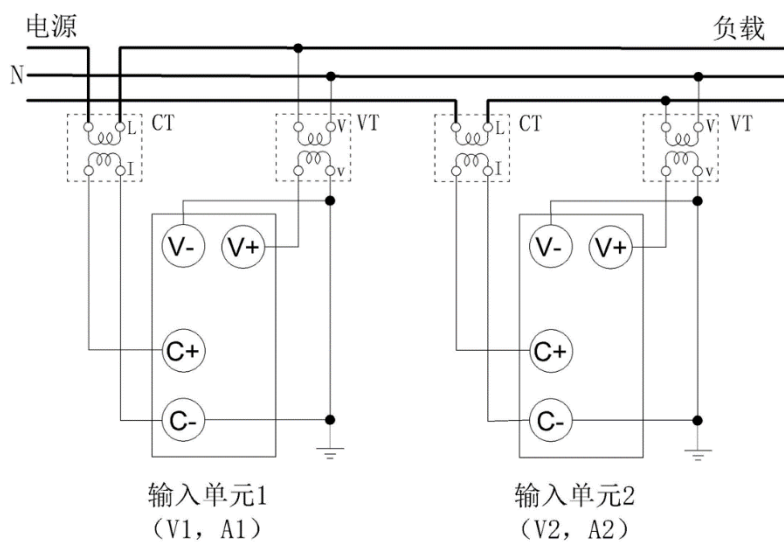 电源 负载
N
L CT V VT L CT V VT
I v I v
V- V+ V- V+
C+ C+
C- C-
输入单元1 输入单元2
（V1, A1） （V2, A2）